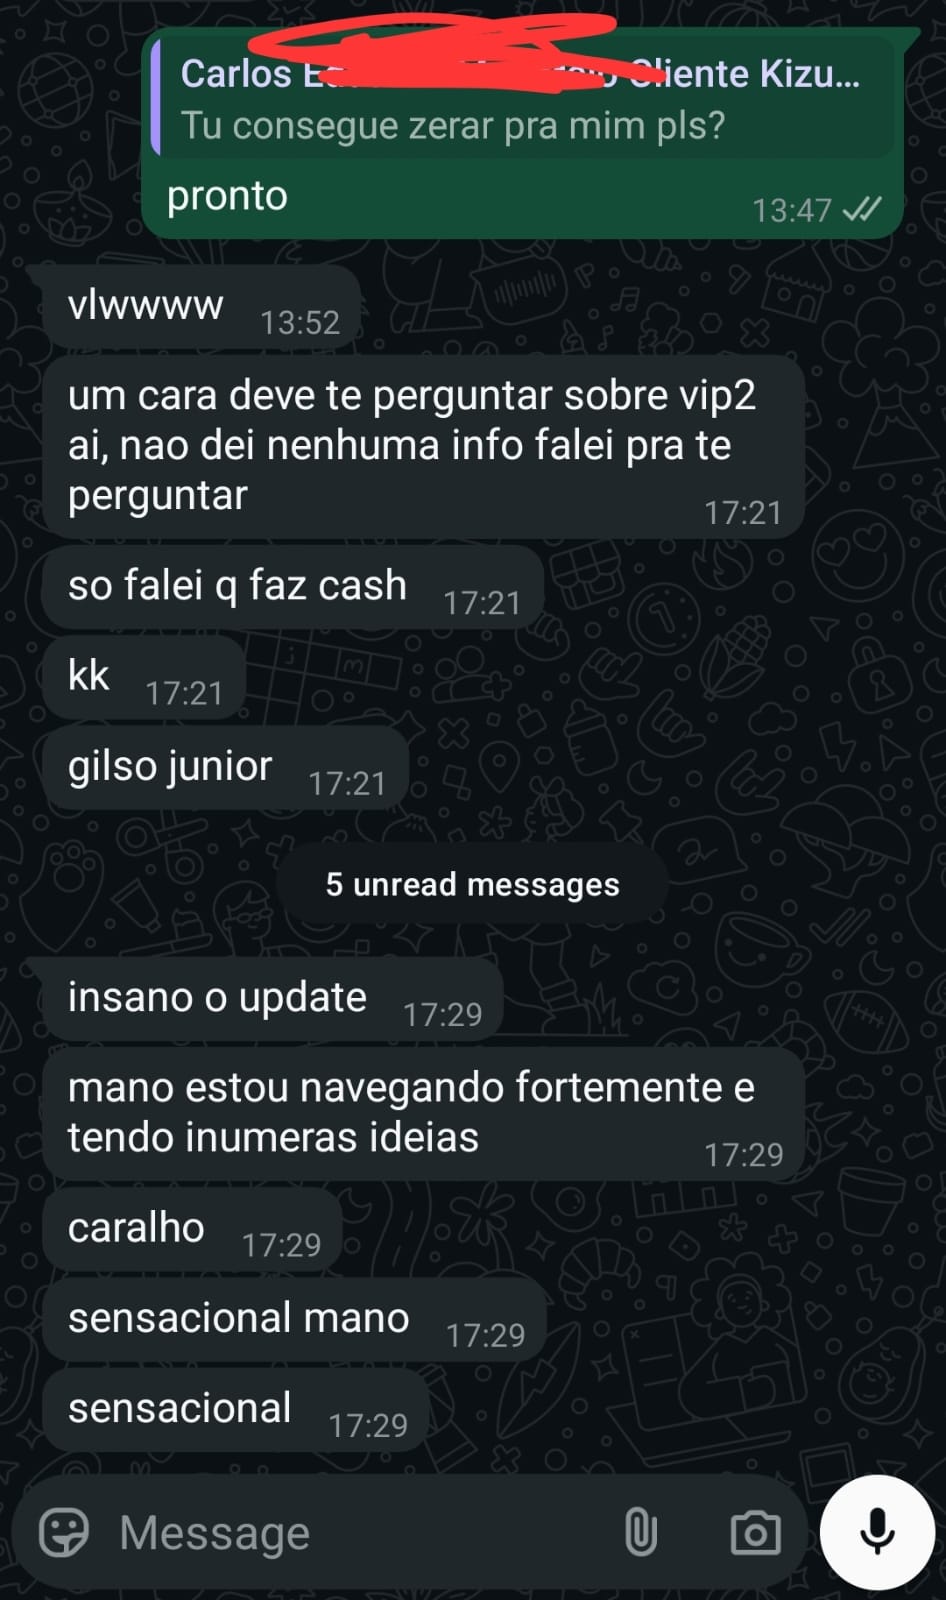 Carlos
Cliente Kizu...
Tu consegue zerar pra mim pls?
pronto
13:47
vlwwww
13:52
um cara deve te perguntar sobre vip2
ai, nao dei nenhuma info falei pra te
perguntar
17:21
so falei q faz cash
17:21
kk
17:21
gilso junior
17:21
5 unread messages
insano o update
17:29
mano estou navegando fortemente e
tendo inumeras ideias
17:29
caralho
17:29
sensacional mano
17:29
sensacional
17:29
Message